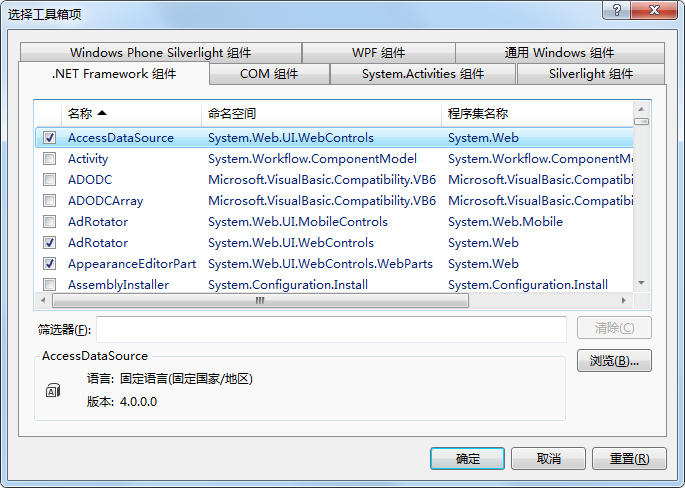 选择工具箱项
Windows Phone Silverlight 组件 WPF 组件 通用 Windows 组件
.NET Framework 组件 COM 组件 System.Activities 组件 Silverlight 组件
名称 命名空间 程序集名称
AccessDataSource System.Web.UI.WebControls System.Web
Activity System.Workflow.ComponentModel System.Workflow.ComponentMo
ADODC Microsoft.VisualBasic.Compatibility.VB6 Microsoft.VisualBasic.Compatibi
ADODCArray Microsoft.VisualBasic.Compatibility.VB6 Microsoft.VisualBasic.Compatibi
AdRotator System.Web.UI.MobileControls System.Web.Mobile
AdRotator System.Web.UI.WebControls System.Web
AppearanceEditorPart System.Web.UI.WebControls.WebParts System.Web
AssemblyInstaller System.Configuration.Install System.Configuration.Install
筛选器(F): 清除(C)
AccessDataSource 浏览(B)...
语言: 固定语言(固定国家/地区)
版本: 4.0.0.0
确定 取消 重置(R)